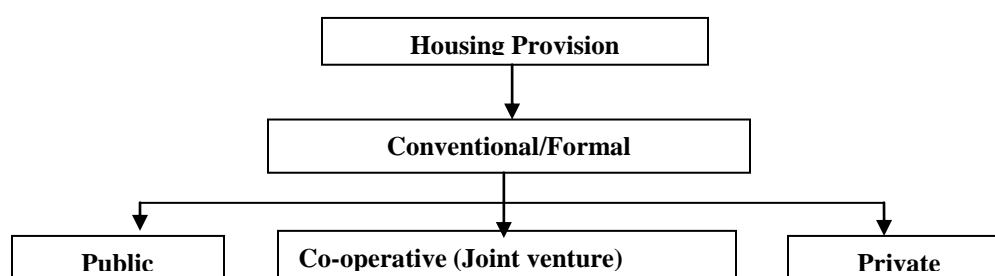 Housing Provision
Conventional/Formal
Public
Co-operative (Joint venture)
Private